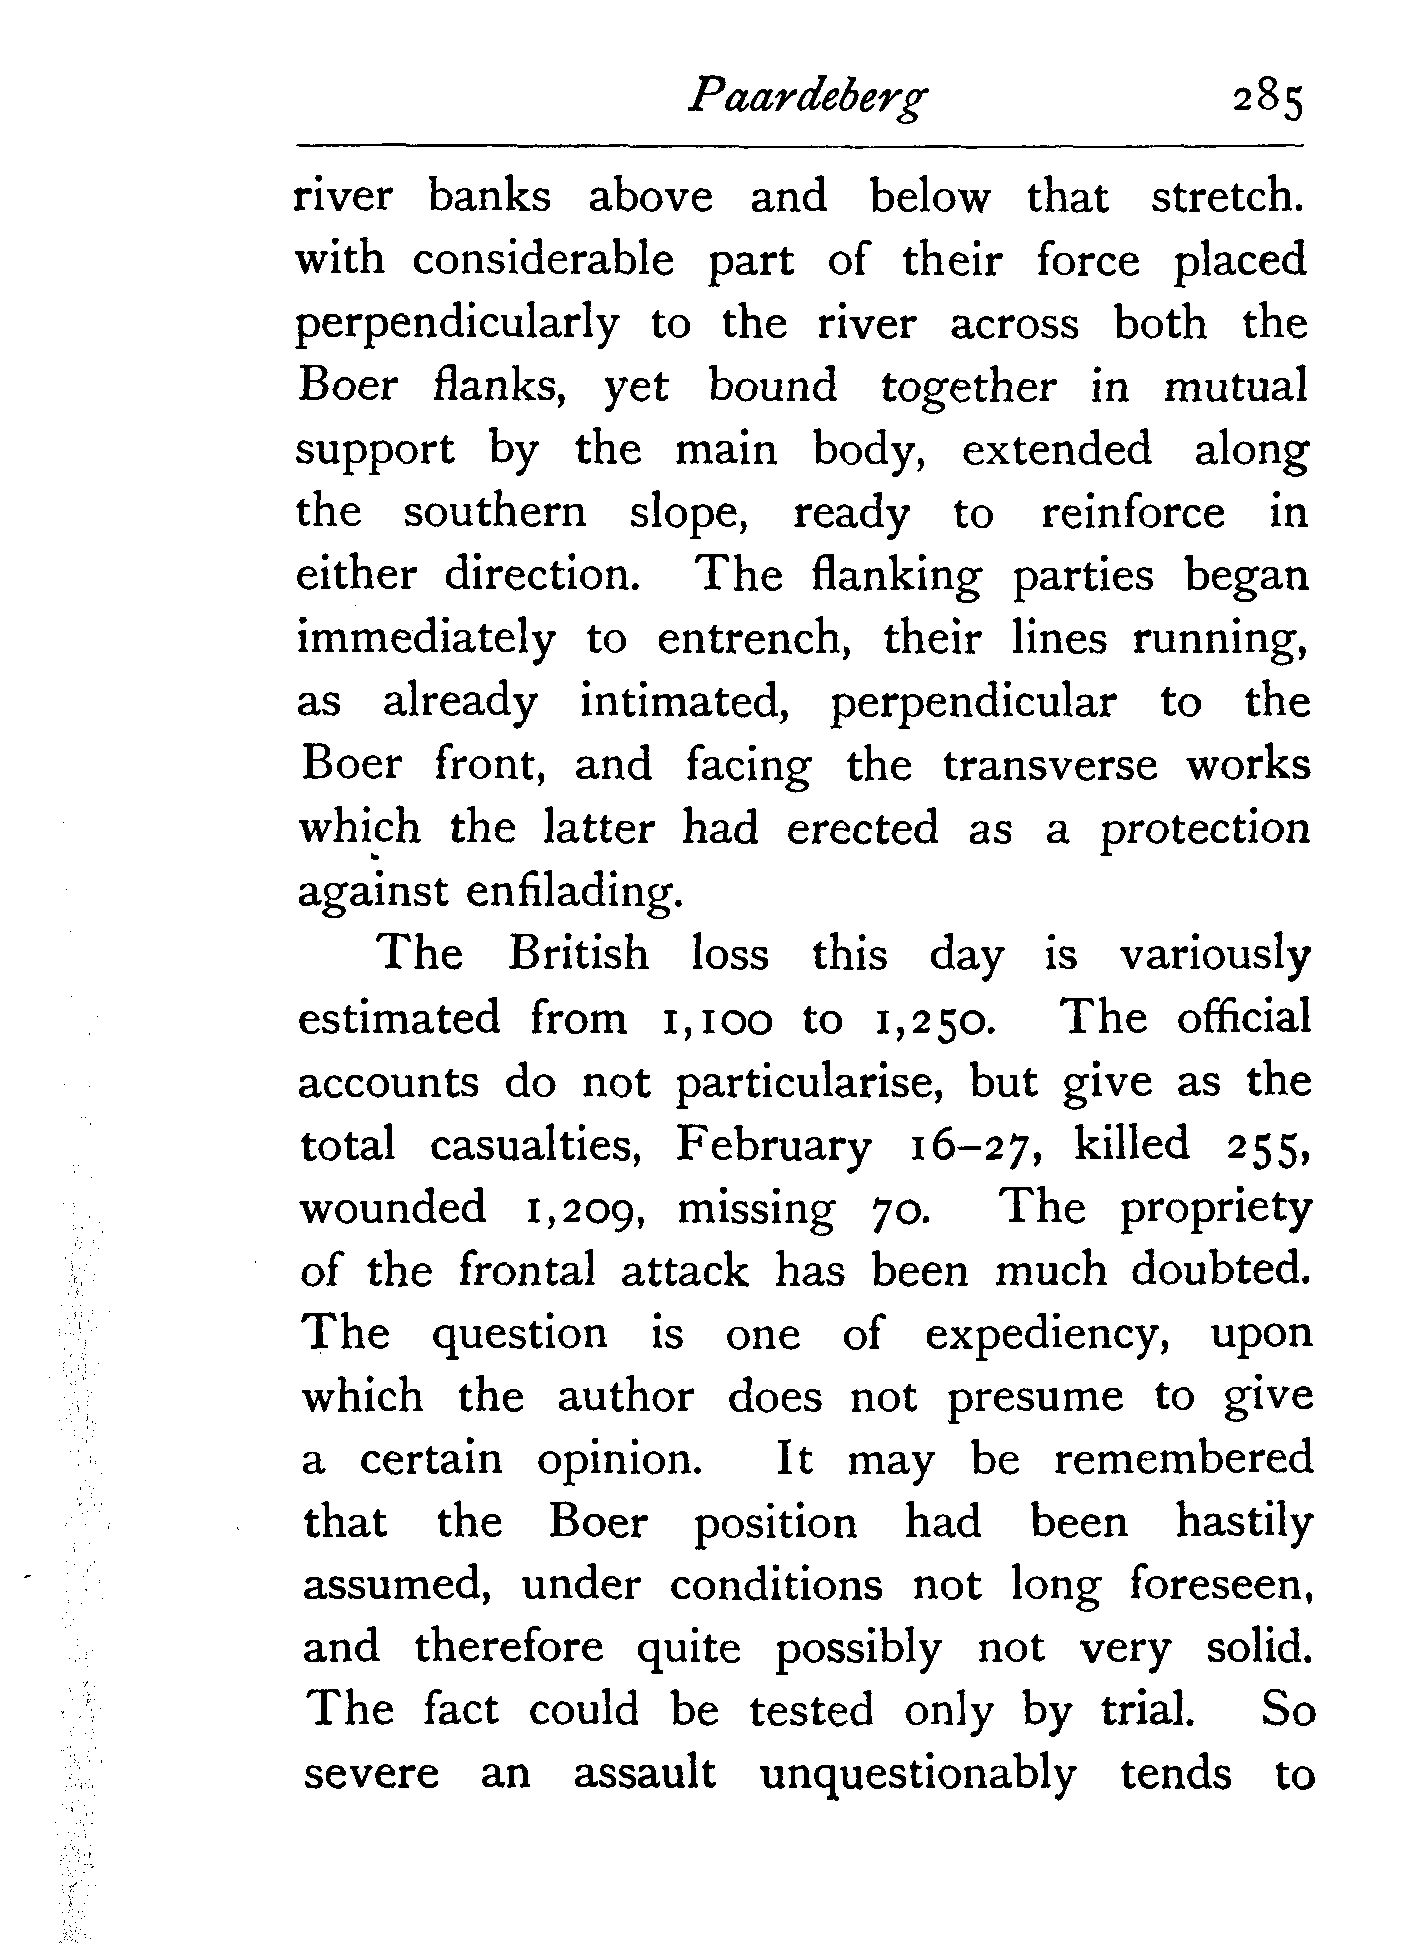 Paardeberg 285
river banks above and below that stretch.
with considerable part of their force placed
perpendicularly to the river across both the
Boer flanks, yet bound together in mutual
support by the main body, extended along
the southern slope, ready to reinforce in
either direction. The flanking parties began
immediately to entrench, their lines running,
as already intimated, perpendicular to the
Boer front, and facing the transverse works
which the latter had erected as a protection
against enfilading.
The British loss this day is variously
estimated from 1,100 to 1,250. The official
accounts do not particularise, but give as the
total casualties, February 16–27, killed 255,
wounded 1,209, missing 70. The propriety
of the frontal attack has been much doubted.
The question is one of expediency, upon
which the author does not presume to give
a certain opinion. It may be remembered
that the Boer position had been hastily
assumed, under conditions not long foreseen,
and therefore quite possibly not very solid.
The fact could be tested only by trial. So
severe an assault unquestionably tends to